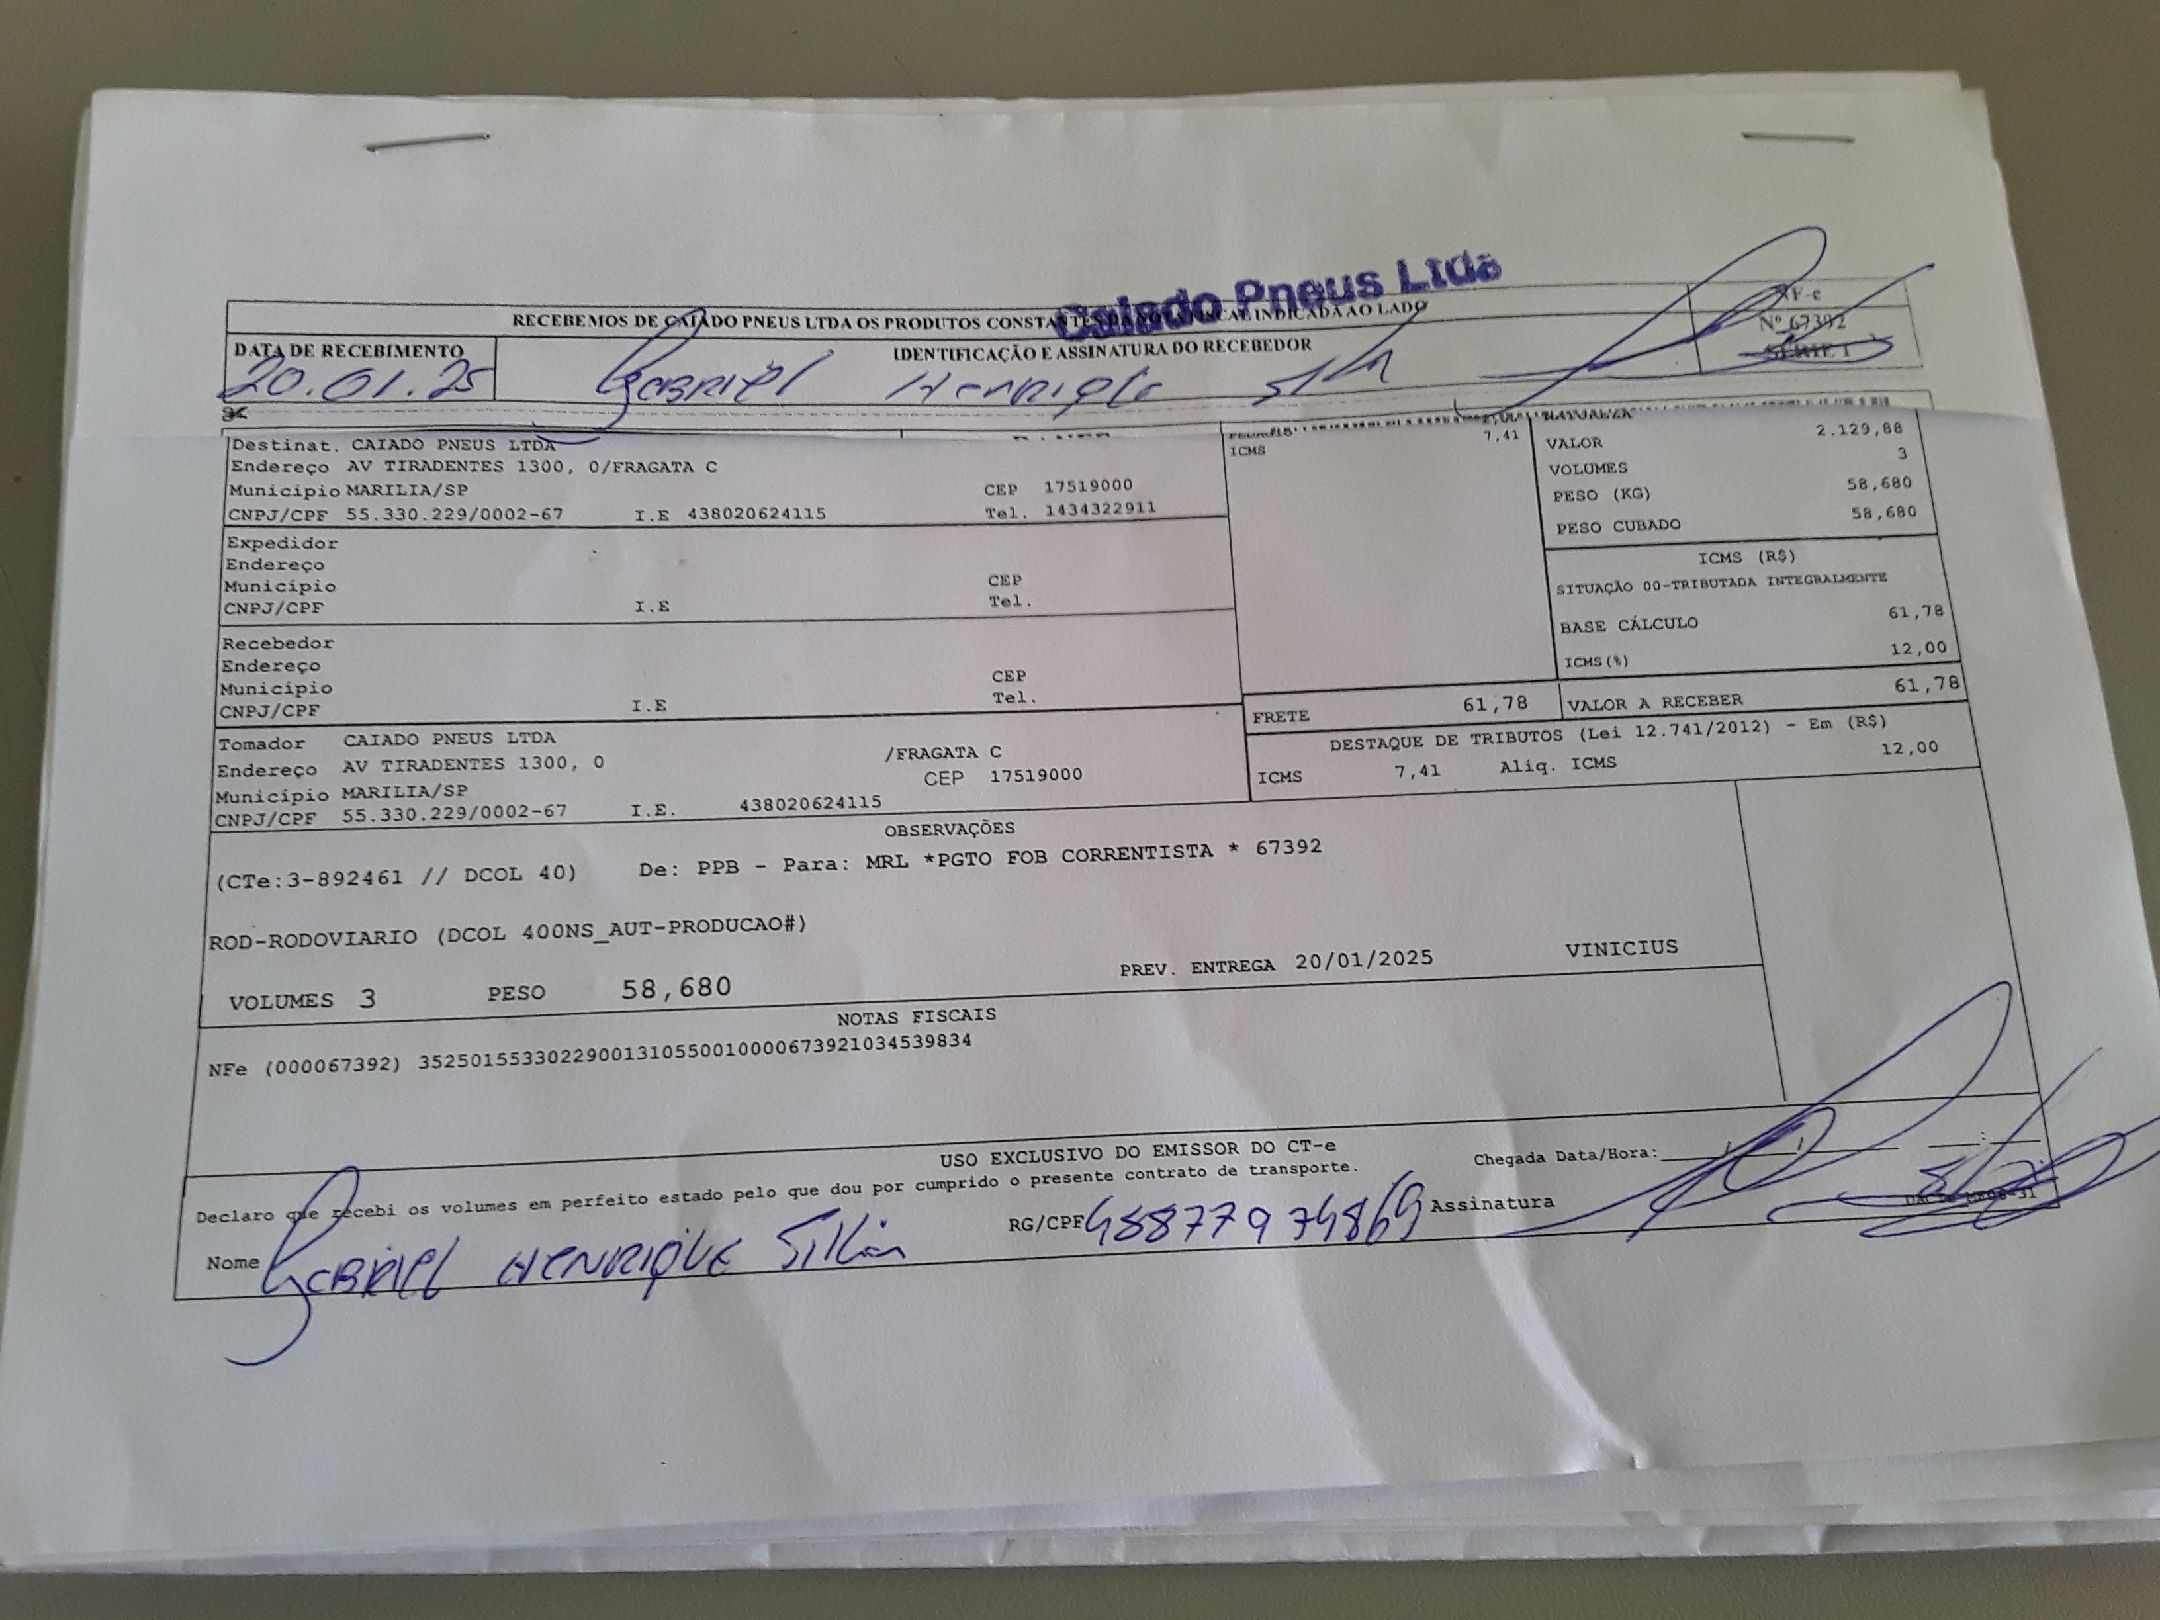 Caiado Pneus Ltda
RECEBEMOS DE CAIADO PNEUS LTDA OS PRODUTOS CONSTANTES DA NOTA FISCAL INDICADA AO LADO
NF-e
Nº 67392
SÉRIE 1
DATA DE RECEBIMENTO
IDENTIFICAÇÃO E ASSINATURA DO RECEBEDOR
20.01.25 Gabriel Henrique
Destinat. CAIADO PNEUS LTDA
Endereço AV TIRADENTES 1300, 0/FRAGATA C
Município MARILIA/SP CEP 17519000
CNPJ/CPF 55.330.229/0002-67 I.E 438020624115 Tel. 1434322911
Expedidor
Endereço
Município CEP
CNPJ/CPF I.E Tel.
Recebedor
Endereço
Município CEP
CNPJ/CPF I.E Tel.
Tomador CAIADO PNEUS LTDA
Endereço AV TIRADENTES 1300, 0 /FRAGATA C
Município MARILIA/SP CEP 17519000
CNPJ/CPF 55.330.229/0002-67 I.E. 438020624115
ICMS 7,41
NATUREZA
VALOR 2.129,88
VOLUMES 3
PESO (KG) 58,680
PESO CUBADO 58,680
ICMS (R$)
SITUAÇÃO 00-TRIBUTADA INTEGRALMENTE
BASE CÁLCULO 61,78
ICMS(%) 12,00
FRETE 61,78 VALOR A RECEBER 61,78
DESTAQUE DE TRIBUTOS (Lei 12.741/2012) - Em (R$)
ICMS 7,41 Aliq. ICMS 12,00
OBSERVAÇÕES
(CTe:3-892461 // DCOL 40) De: PPB - Para: MRL *PGTO FOB CORRENTISTA * 67392
ROD-RODOVIARIO (DCOL 400NS_AUT-PRODUCAO#)
VOLUMES 3 PESO 58,680 PREV. ENTREGA 20/01/2025 VINICIUS
NOTAS FISCAIS
NFe (000067392) 35250155330229001310550010000673921034539834
USO EXCLUSIVO DO EMISSOR DO CT-e
Declaro que recebi os volumes em perfeito estado pelo que dou por cumprido o presente contrato de transporte.
Chegada Data/Hora:
Nome Gabriel Henrique Silva RG/CPF 48877974869 Assinatura